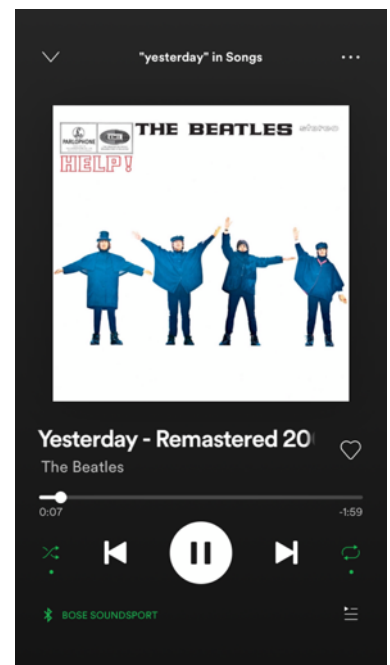 "yesterday" in Songs
PARLOPHONE
THE BEATLES stereo
HELP!
Yesterday - Remastered 20
The Beatles
0:07
-1:59
BOSE SOUNDSPORT